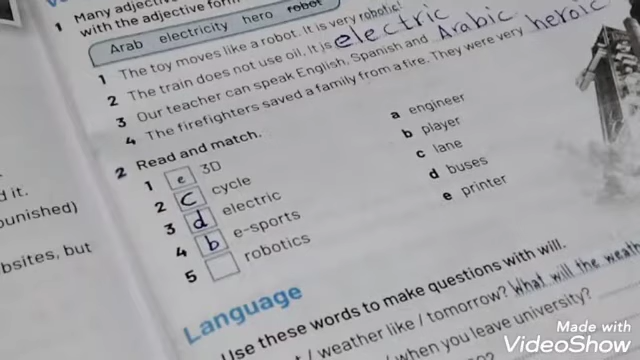 1 Many
with the adjective form
Arab electricity hero robot
1 The toy moves like a robot. It is very robotic!
2 The train does not use oil. It is electric
3 Our teacher can speak English, Spanish and Arabic
4 The firefighters saved a family from a fire. They were very heroic
2 Read and match.
1 e 3D
2 C cycle
3 d electric
4 b e-sports
5 robotics
a engineer
b player
c lane
d buses
e printer
d it.
bsites, but
Language
Use these words to make questions with will.
/ weather like / tomorrow? What will the
when you leave university?
Made with
VideoShow